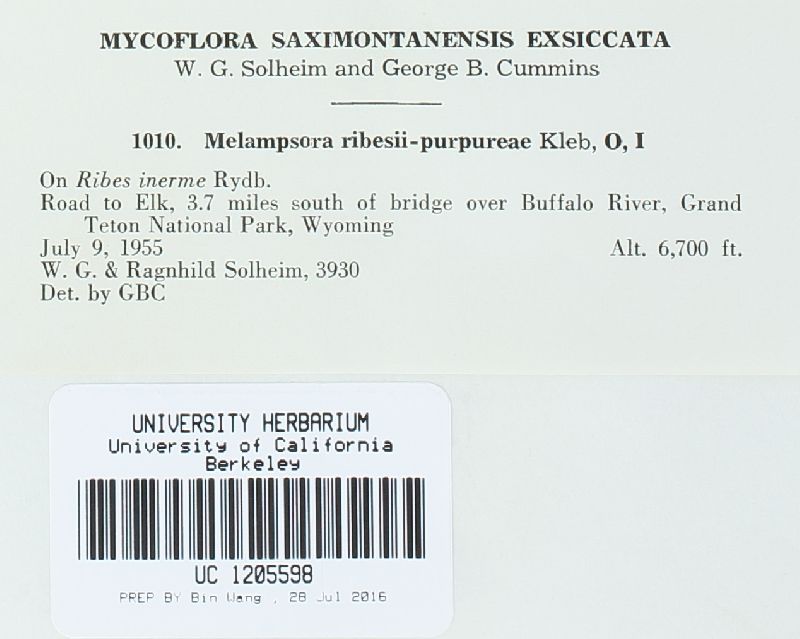 MYCOFLORA SAXIMONTANENSIS EXSICCATA
W. G. Solheim and George B. Cummins
1010. Melampsora ribesii-purpureae Kleb, O, I
On Ribes inerme Rydb.
Road to Elk, 3.7 miles south of bridge over Buffalo River, Grand
Teton National Park, Wyoming
July 9, 1955 Alt. 6,700 ft.
W. G. & Ragnhild Solheim, 3930
Det. by GBC
UNIVERSITY HERBARIUM
University of California
Berkeley
UC 1205598
PREP BY Bin Wang , 28 Jul 2016